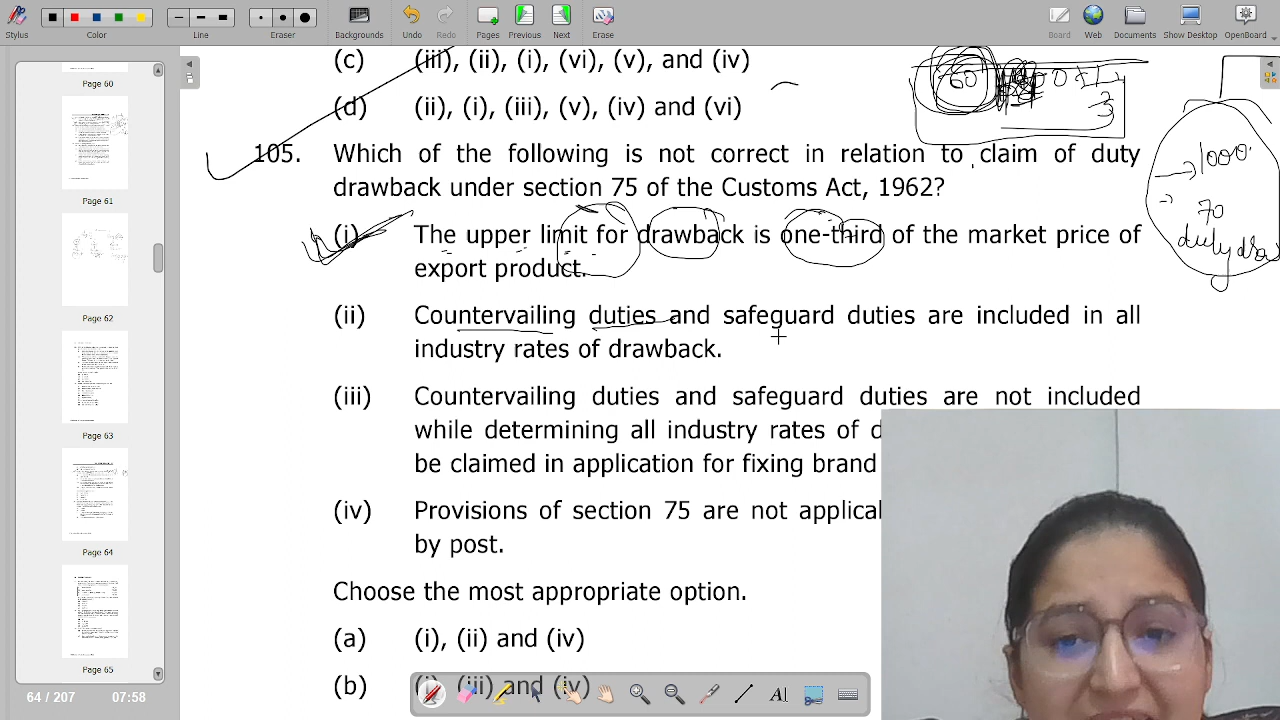 Stylus
Color
Line
Eraser
Backgrounds
Undo
Redo
Pages
Previous
Next
Erase
Board
Web
Documents
Show Desktop
OpenBoard
Page 60
Page 61
Page 62
Page 63
Page 64
Page 65
64 / 207 07:58
(c) (iii), (ii), (i), (vi), (v), and (iv)
(d) (ii), (i), (iii), (v), (iv) and (vi)
60
1
3
1000
70
duty
105. Which of the following is not correct in relation to claim of duty
drawback under section 75 of the Customs Act, 1962?
(i) The upper limit for drawback is one-third of the market price of
export product.
(ii) Countervailing duties and safeguard duties are included in all
industry rates of drawback.
(iii) Countervailing duties and safeguard duties are not included
while determining all industry rates of d
be claimed in application for fixing brand
(iv) Provisions of section 75 are not applical
by post.
Choose the most appropriate option.
(a) (i), (ii) and (iv)
(b) (i), (iii) and (iv)